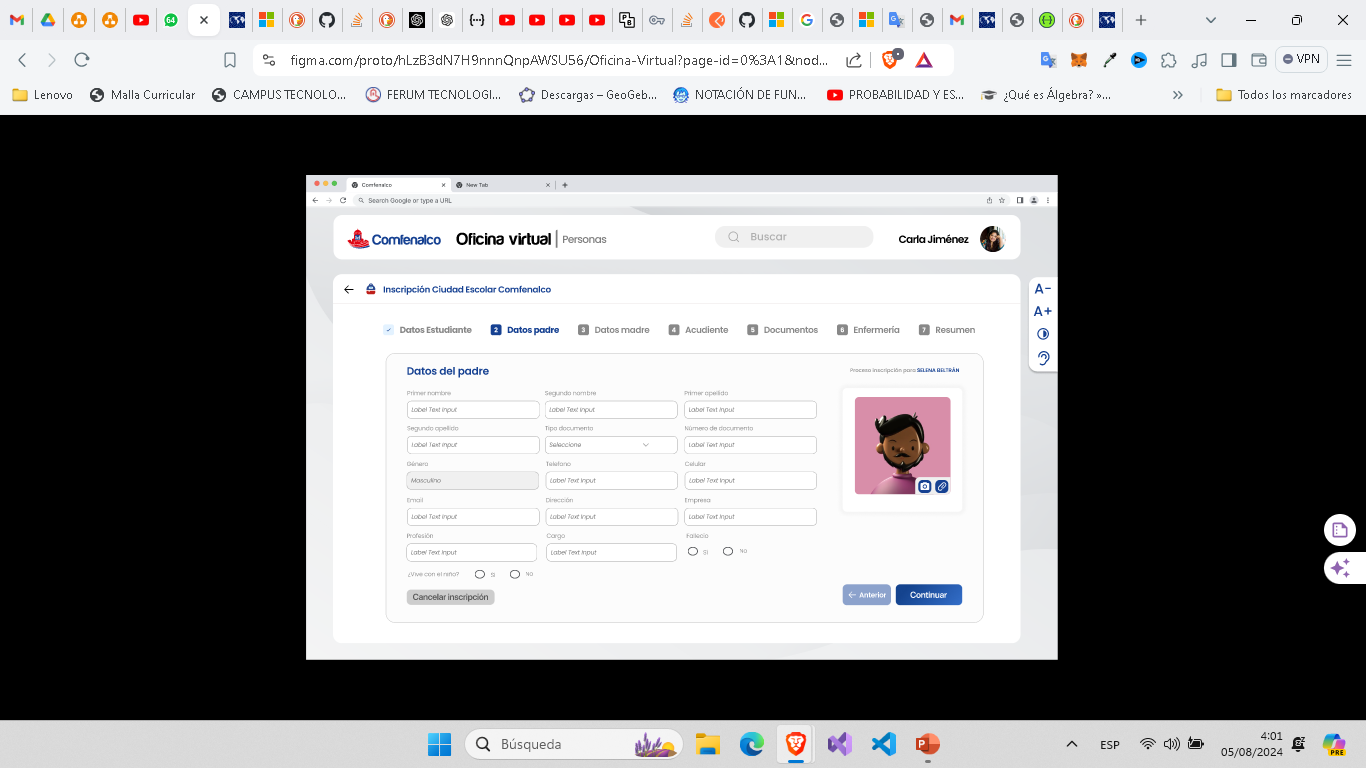 64
figma.com/proto/hLzB3dN7H9nnnQnpAWSU56/Oficina-Virtual?page-id=0%3A1&nod...
VPN
Lenovo
Malla Curricular
CAMPUS TECNOLO...
FERUM TECNOLOGI...
Descargas – GeoGeb...
NOTACIÓN DE FUN...
PROBABILIDAD Y ES...
¿Qué es Álgebra? »...
Todos los marcadores
Comfenalco
New Tab
Search Google or type a URL
Comfenalco
Oficina virtual | Personas
Buscar
Carla Jiménez
Inscripción Ciudad Escolar Comfenalco
A-
A+
Datos Estudiante
2 Datos padre
3 Datos madre
4 Acudiente
5 Documentos
6 Enfermería
7 Resumen
Datos del padre
Proceso inscripción para SELENA BELTRÁN
Primer nombre
Segundo nombre
Primer apellido
Label Text Input
Label Text Input
Label Text Input
Segundo apellido
Tipo documento
Número de documento
Label Text Input
Seleccione
Label Text Input
Género
Telefono
Celular
Masculino
Label Text Input
Label Text Input
Email
Dirección
Empresa
Label Text Input
Label Text Input
Label Text Input
Profesión
Cargo
Fallecio
Label Text Input
Label Text Input
SI
NO
¿Vive con el niño?
SI
NO
Cancelar inscripción
Anterior
Continuar
Búsqueda
ESP
4:01
05/08/2024
PRE